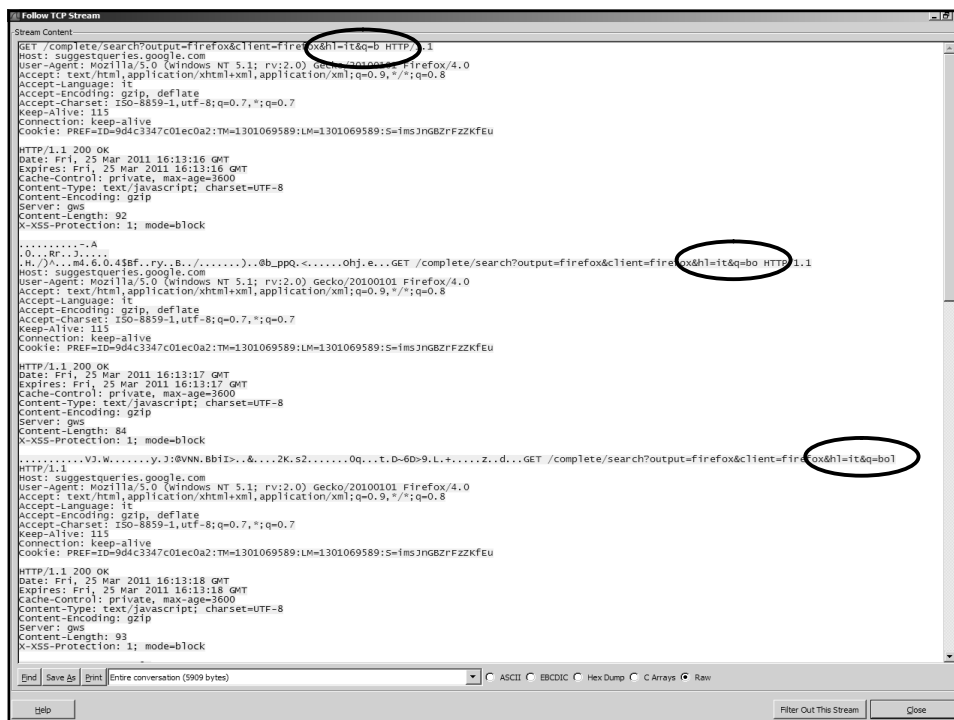 Follow TCP Stream
Stream Content
GET /complete/search?output=firefox&client=firefox&hl=it&q=b HTTP/1.1
Host: suggestqueries.google.com
User-Agent: Mozilla/5.0 (Windows NT 5.1; rv:2.0) Gecko/20100101 Firefox/4.0
Accept: text/html,application/xhtml+xml,application/xml;q=0.9,*/*;q=0.8
Accept-Language: it
Accept-Encoding: gzip, deflate
Accept-Charset: ISO-8859-1,utf-8;q=0.7,*;q=0.7
Keep-Alive: 115
Connection: keep-alive
Cookie: PREF=ID=9d4c3347c01ec0a2:TM=1301069589:LM=1301069589:S=imsJnGBZrFzZKfEu
HTTP/1.1 200 OK
Date: Fri, 25 Mar 2011 16:13:16 GMT
Expires: Fri, 25 Mar 2011 16:13:16 GMT
Cache-Control: private, max-age=3600
Content-Type: text/javascript; charset=UTF-8
Content-Encoding: gzip
Server: gws
Content-Length: 92
X-XSS-Protection: 1; mode=block
..........-.A
.0...Rr..J.....
.H./)^...m4.6.0.4$Bf..ry..B../.......)..@b_ppQ.<......Ohj.e...GET /complete/search?output=firefox&client=firefox&hl=it&q=bo HTTP/1.1
Host: suggestqueries.google.com
User-Agent: Mozilla/5.0 (Windows NT 5.1; rv:2.0) Gecko/20100101 Firefox/4.0
Accept: text/html,application/xhtml+xml,application/xml;q=0.9,*/*;q=0.8
Accept-Language: it
Accept-Encoding: gzip, deflate
Accept-Charset: ISO-8859-1,utf-8;q=0.7,*;q=0.7
Keep-Alive: 115
Connection: keep-alive
Cookie: PREF=ID=9d4c3347c01ec0a2:TM=1301069589:LM=1301069589:S=imsJnGBZrFzZKfEu
HTTP/1.1 200 OK
Date: Fri, 25 Mar 2011 16:13:17 GMT
Expires: Fri, 25 Mar 2011 16:13:17 GMT
Cache-Control: private, max-age=3600
Content-Type: text/javascript; charset=UTF-8
Content-Encoding: gzip
Server: gws
Content-Length: 84
X-XSS-Protection: 1; mode=block
...........VJ.W.......y.J:@VNN.BbiI>..&....2K.s2.......0q...t.D~6D>9.L.+.....z..d...GET /complete/search?output=firefox&client=firefox&hl=it&q=bol
HTTP/1.1
Host: suggestqueries.google.com
User-Agent: Mozilla/5.0 (Windows NT 5.1; rv:2.0) Gecko/20100101 Firefox/4.0
Accept: text/html,application/xhtml+xml,application/xml;q=0.9,*/*;q=0.8
Accept-Language: it
Accept-Encoding: gzip, deflate
Accept-Charset: ISO-8859-1,utf-8;q=0.7,*;q=0.7
Keep-Alive: 115
Connection: keep-alive
Cookie: PREF=ID=9d4c3347c01ec0a2:TM=1301069589:LM=1301069589:S=imsJnGBZrFzZKfEu
HTTP/1.1 200 OK
Date: Fri, 25 Mar 2011 16:13:18 GMT
Expires: Fri, 25 Mar 2011 16:13:18 GMT
Cache-Control: private, max-age=3600
Content-Type: text/javascript; charset=UTF-8
Content-Encoding: gzip
Server: gws
Content-Length: 93
X-XSS-Protection: 1; mode=block
Find Save As Print Entire conversation (5909 bytes) ASCII EBCDIC Hex Dump C Arrays Raw
Help Filter Out This Stream Close